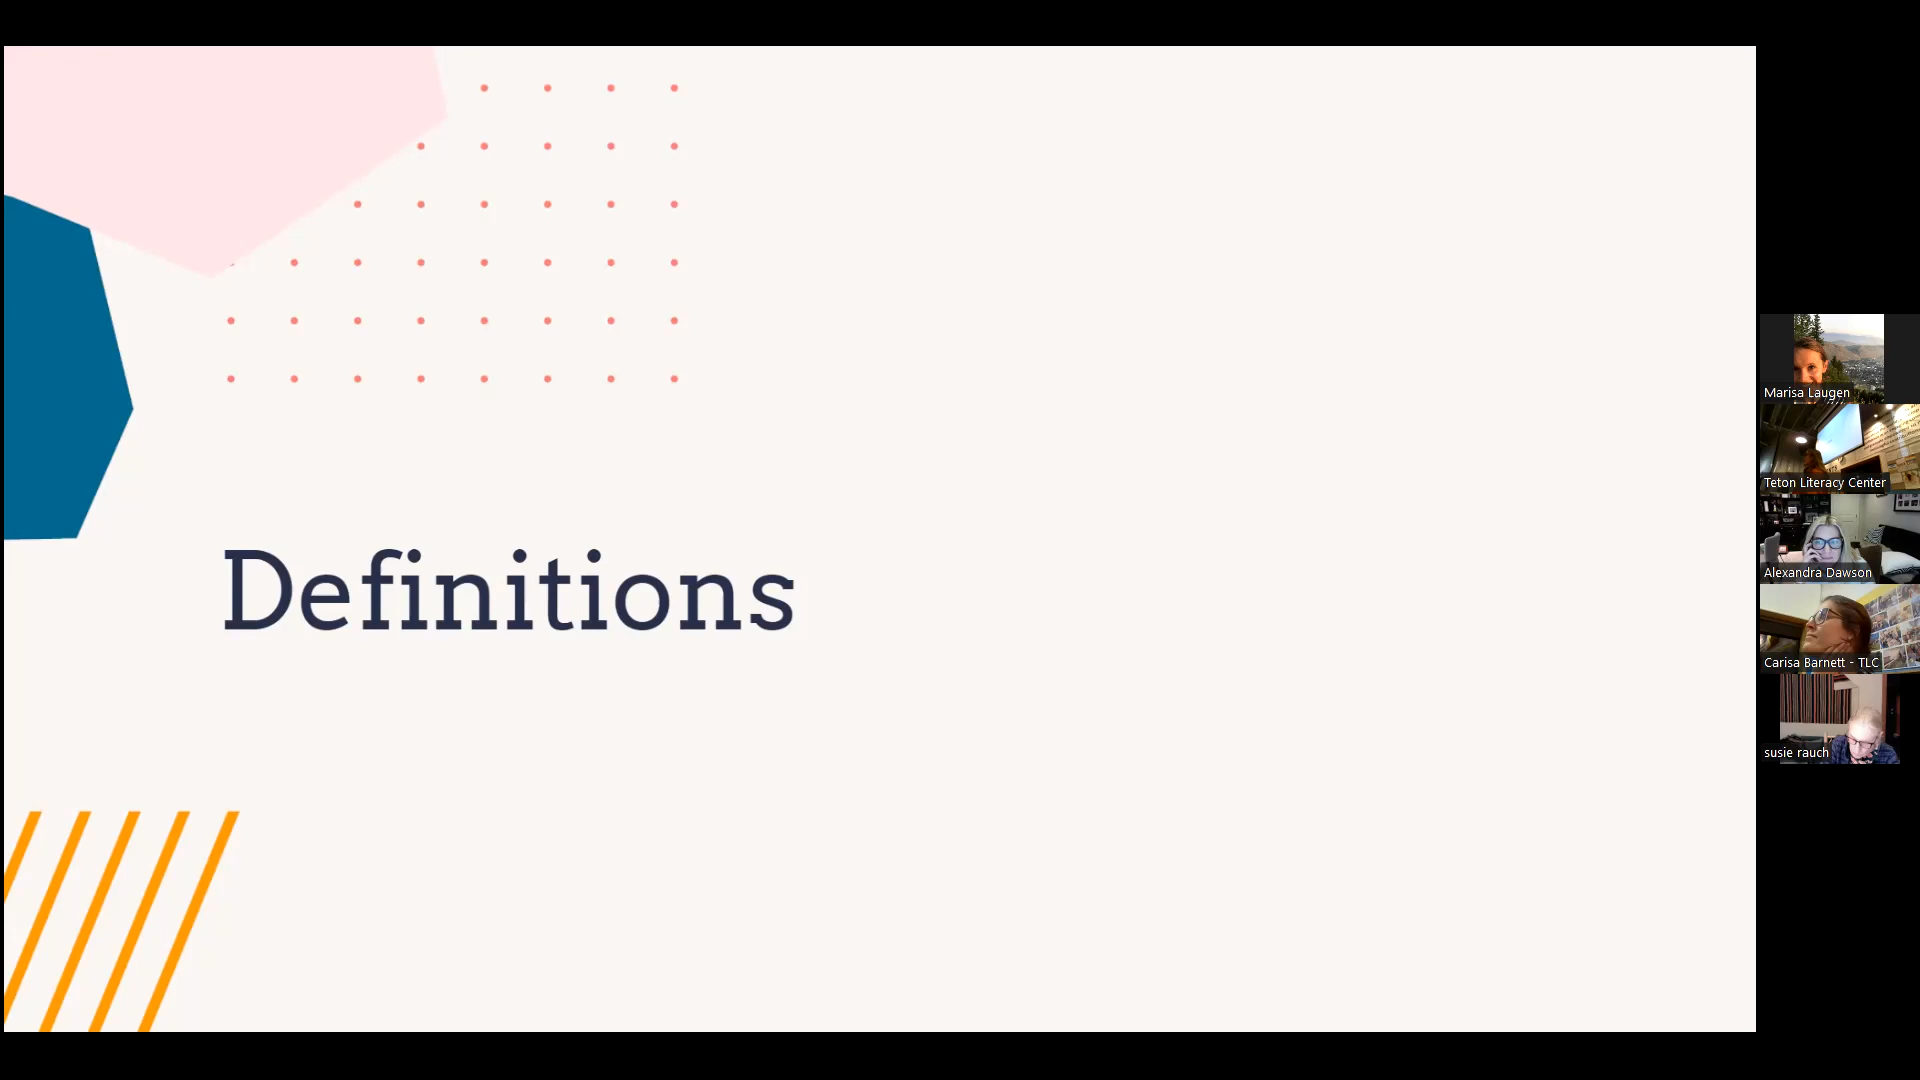 Definitions
Marisa Laugen
Teton Literacy Center
Alexandra Dawson
Carisa Barnett - TLC
susie rauch